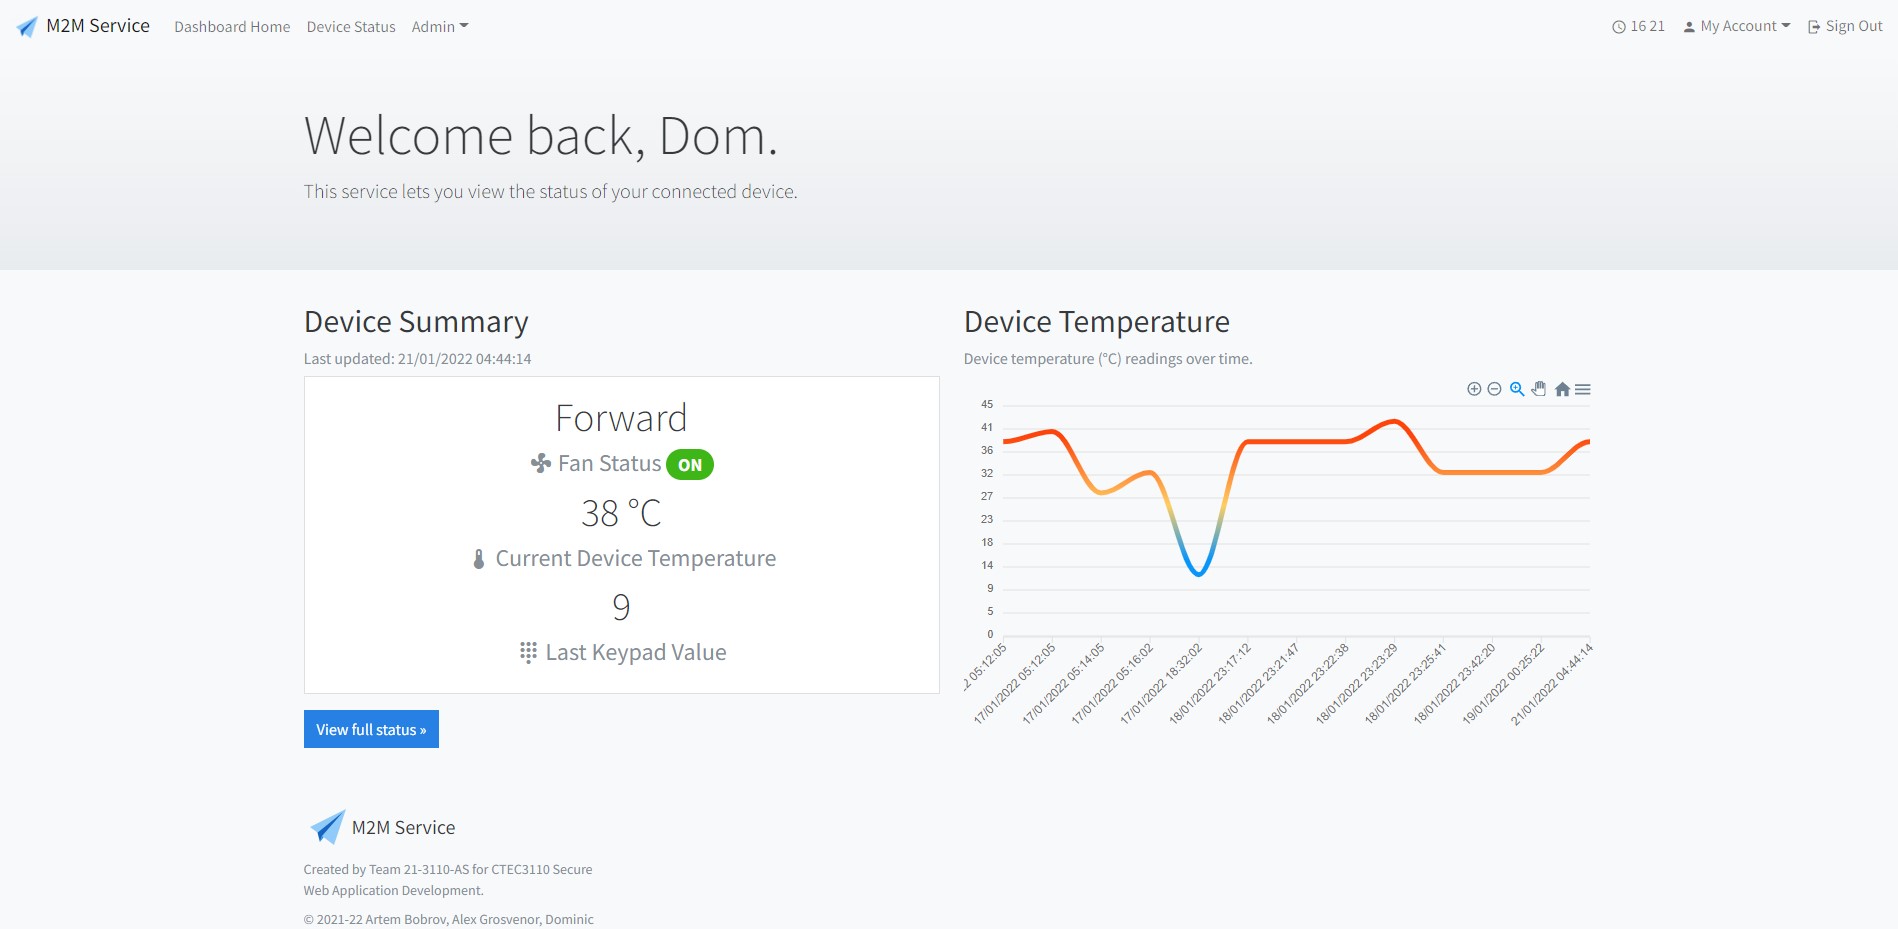 M2M Service Dashboard Home Device Status Admin 16 21 My Account Sign Out
Welcome back, Dom.
This service lets you view the status of your connected device.
Device Summary
Last updated: 21/01/2022 04:44:14
Forward
Fan Status ON
38 °C
Current Device Temperature
9
Last Keypad Value
View full status »
Device Temperature
Device temperature (°C) readings over time.
45
41
36
32
27
23
18
14
9
5
0
05:12:05
17/01/2022 05:12:05
17/01/2022 05:14:05
17/01/2022 05:16:02
17/01/2022 18:32:02
18/01/2022 23:17:12
18/01/2022 23:21:47
18/01/2022 23:22:38
18/01/2022 23:23:29
18/01/2022 23:25:41
18/01/2022 23:42:20
19/01/2022 00:25:22
21/01/2022 04:44:14
M2M Service
Created by Team 21-3110-AS for CTEC3110 Secure
Web Application Development.
© 2021-22 Artem Bobrov, Alex Grosvenor, Dominic